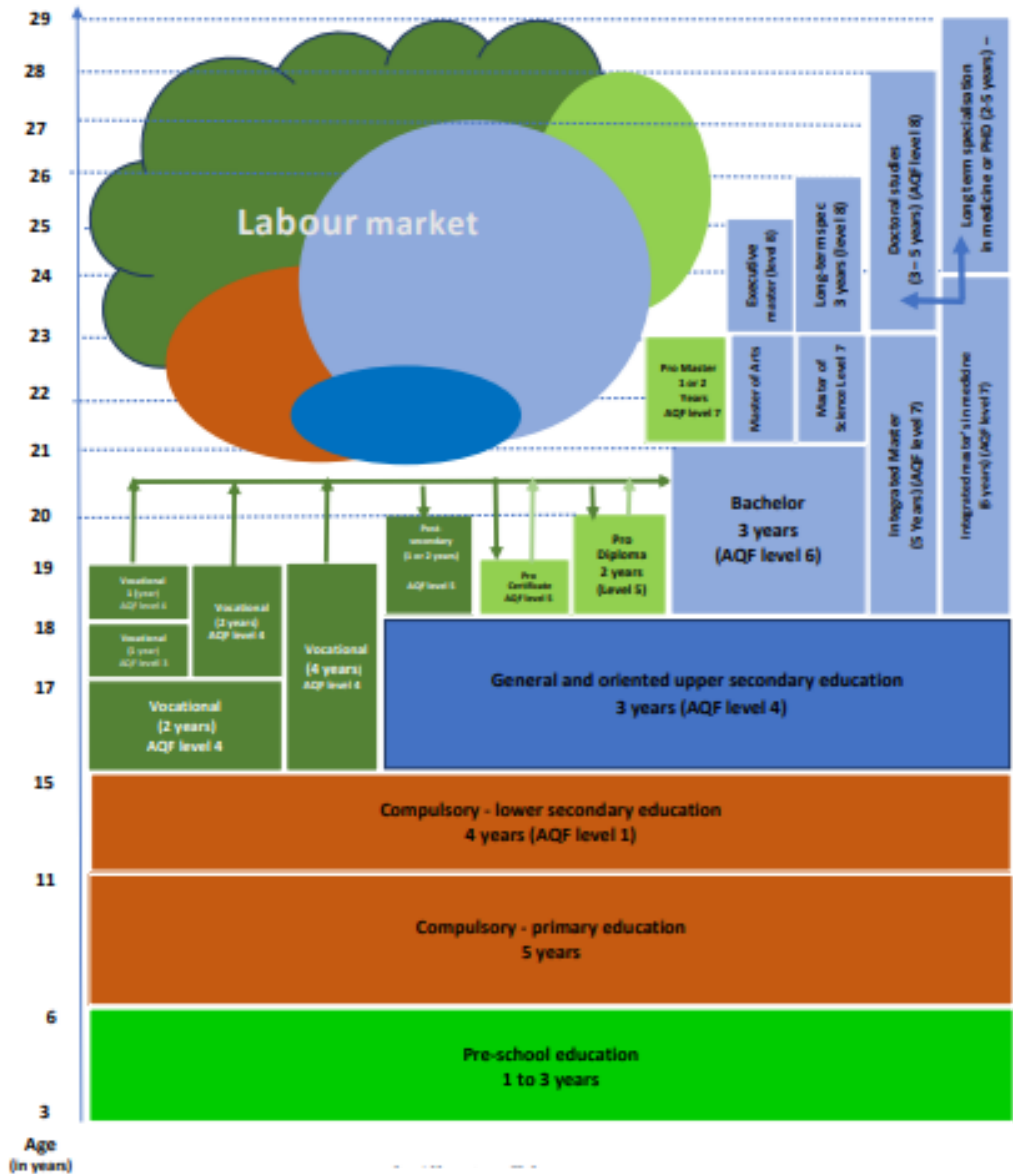 29
28
27
26
25
24
23
22
21
20
19
18
17
15
11
6
3
Age
(in years)
Labour market
Long term specialisation
in medicine or PHD (2-5 years) –
Doctoral studies
(3 – 5 years) (AQF level 8)
Long-term spec
3 years (level 8)
Executive
master (level 8)
Pro Master
1 or 2
Years
AQF level 7
Master of Arts
Master of
Science Level 7
Integrated Master
(5 Years) (AQF level 7)
Integrated master's in medicine
(6 years) (AQF level 7)
Bachelor
3 years
(AQF level 6)
Post-
secondary
(1 or 2 years)
AQF level 5
Pro
Certificate
AQF level 5
Pro
Diploma
2 years
(Level 5)
Vocational
AQF level 4
Vocational
AQF level 3
Vocational
(2 years)
AQF level 4
Vocational
(4 years)
AQF level 4
Vocational
(2 years)
AQF level 4
General and oriented upper secondary education
3 years (AQF level 4)
Compulsory - lower secondary education
4 years (AQF level 1)
Compulsory - primary education
5 years
Pre-school education
1 to 3 years